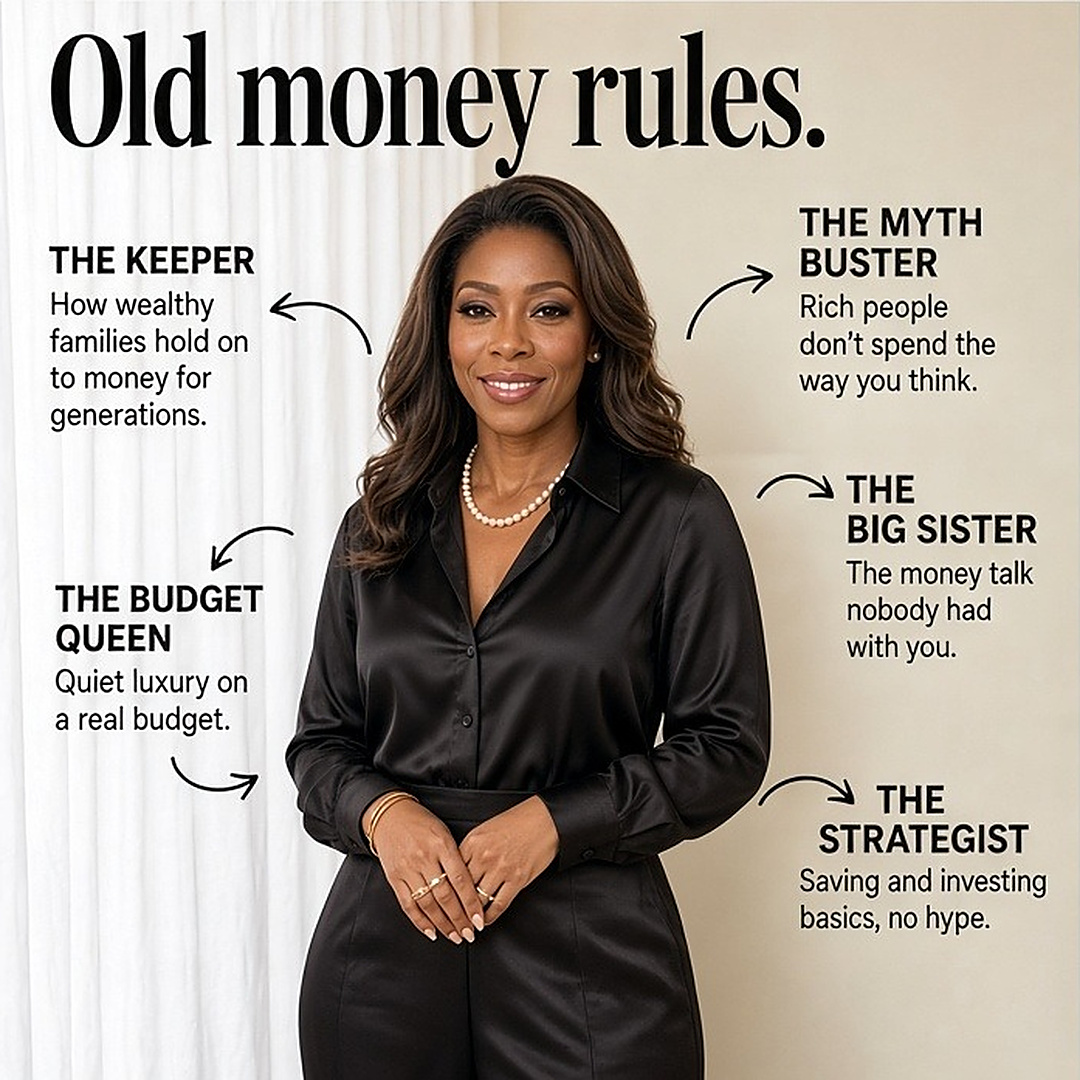 Old money rules.
THE KEEPER
How wealthy
families hold on
to money for
generations.
THE BUDGET
QUEEN
Quiet luxury on
a real budget.
THE MYTH
BUSTER
Rich people
don’t spend the
way you think.
THE
BIG SISTER
The money talk
nobody had
with you.
THE
STRATEGIST
Saving and investing
basics, no hype.